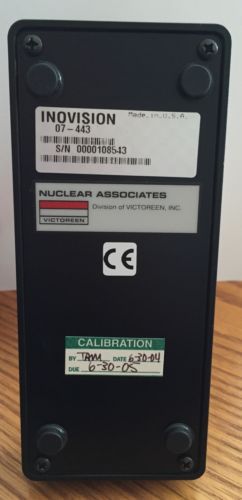 INOVISION Made in U.S.A.
07-443
S/N 0000108543
NUCLEAR ASSOCIATES
Division of VICTOREEN, INC.
VICTOREEN
CE
CALIBRATION
BY TAM DATE 6-30-04
DUE 6-30-05